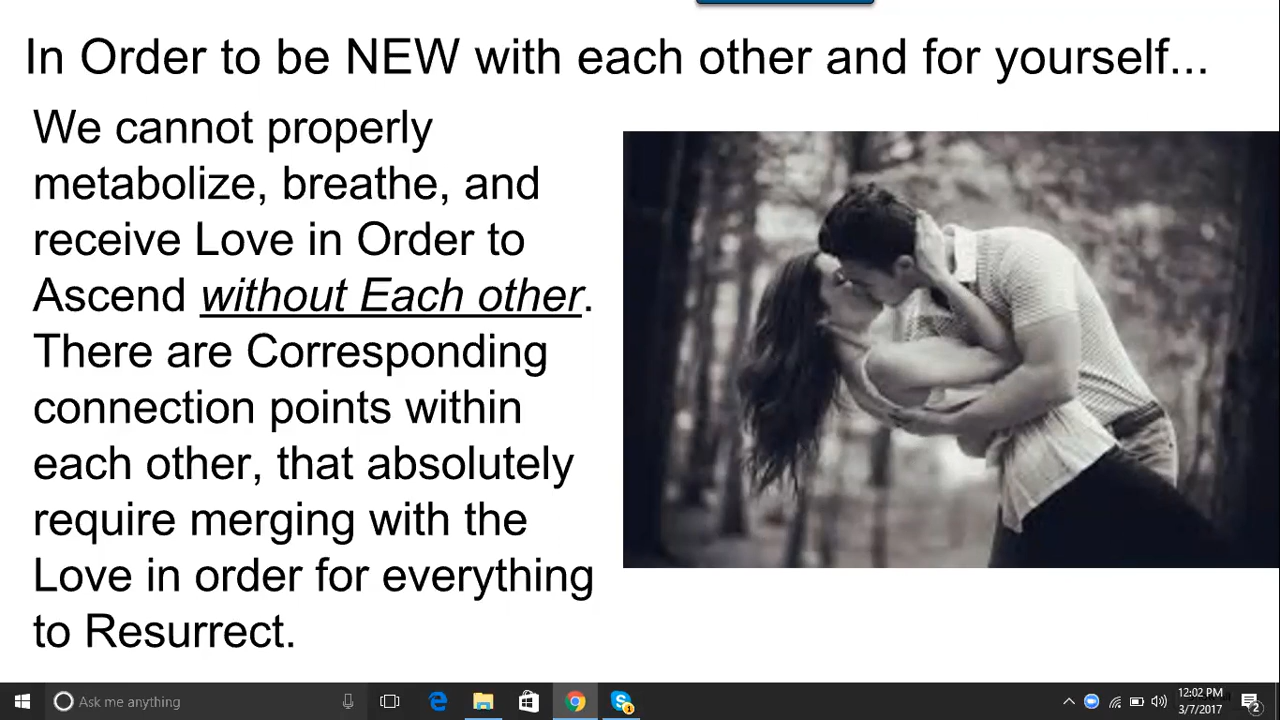 In Order to be NEW with each other and for yourself...
We cannot properly
metabolize, breathe, and
receive Love in Order to
Ascend without Each other.
There are Corresponding
connection points within
each other, that absolutely
require merging with the
Love in order for everything
to Resurrect.
Ask me anything
1
12:02 PM
3/7/2017
2